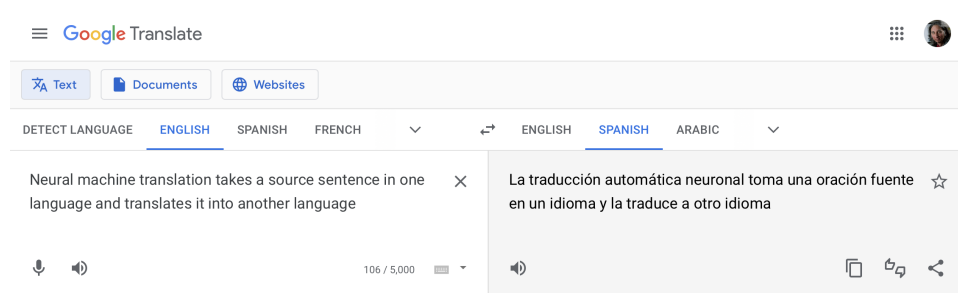 Google Translate
Text Documents Websites
DETECT LANGUAGE ENGLISH SPANISH FRENCH ENGLISH SPANISH ARABIC
Neural machine translation takes a source sentence in one
language and translates it into another language
106 / 5,000
La traducción automática neuronal toma una oración fuente
en un idioma y la traduce a otro idioma